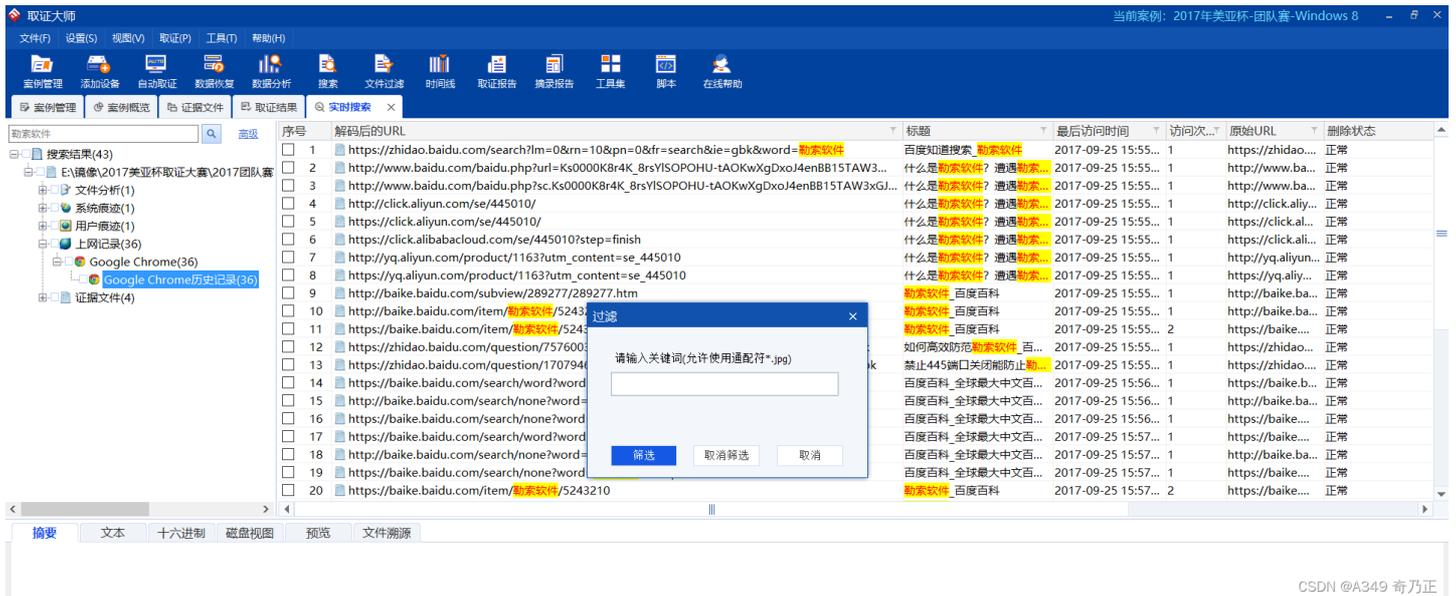 取证大师
当前案例：2017年美亚杯-团队赛-Windows 8
文件(F) 设置(S) 视图(V) 取证(P) 工具(T) 帮助(H)
案例管理 添加设备 自动取证 数据恢复 数据分析 搜索 文件过滤 时间线 取证报告 摘录报告 工具集 脚本 在线帮助
案例管理 案例概览 证据文件 取证结果 实时搜索
勒索软件 高级
搜索结果(43)
E:\镜像\2017美亚杯取证大赛\2017团队赛
文件分析(1)
系统痕迹(1)
用户痕迹(1)
上网记录(36)
Google Chrome(36)
Google Chrome历史记录(36)
证据文件(4)
序号 解码后的URL 标题 最后访问时间 访问次... 原始URL 删除状态
1 https://zhidao.baidu.com/search?lm=0&rn=10&pn=0&fr=search&ie=gbk&word=勒索软件 百度知道搜索_勒索软件 2017-09-25 15:55... 1 https://zhidao.... 正常
2 http://www.baidu.com/baidu.php?url=Ks0000K8r4K_8rsYlSOPOHU-tAOKwXgDxoJ4enBB15TAW3... 什么是勒索软件？遭遇勒索... 2017-09-25 15:55... 1 http://www.ba... 正常
3 http://www.baidu.com/baidu.php?sc.Ks0000K8r4K_8rsYlSOPOHU-tAOKwXgDxoJ4enBB15TAW3xGJ... 什么是勒索软件？遭遇勒索... 2017-09-25 15:55... 1 http://www.ba... 正常
4 http://click.aliyun.com/se/445010/ 什么是勒索软件？遭遇勒索... 2017-09-25 15:55... 1 http://click.aliy... 正常
5 https://click.aliyun.com/se/445010/ 什么是勒索软件？遭遇勒索... 2017-09-25 15:55... 1 https://click.al... 正常
6 https://click.alibabacloud.com/se/445010?step=finish 什么是勒索软件？遭遇勒索... 2017-09-25 15:55... 1 https://click.ali... 正常
7 http://yq.aliyun.com/product/1163?utm_content=se_445010 什么是勒索软件？遭遇勒索... 2017-09-25 15:55... 1 http://yq.aliyun... 正常
8 https://yq.aliyun.com/product/1163?utm_content=se_445010 什么是勒索软件？遭遇勒索... 2017-09-25 15:55... 1 https://yq.aliy... 正常
9 http://baike.baidu.com/subview/289277/289277.htm 勒索软件_百度百科 2017-09-25 15:55... 1 http://baike.ba... 正常
10 http://baike.baidu.com/item/勒索软件/5243 勒索软件_百度百科 2017-09-25 15:55... 1 http://baike.ba... 正常
11 https://baike.baidu.com/item/勒索软件/524 勒索软件_百度百科 2017-09-25 15:55... 2 https://baike.... 正常
12 https://zhidao.baidu.com/question/757600 如何高效防范勒索软件_百... 2017-09-25 15:55... 1 https://zhidao... 正常
13 https://zhidao.baidu.com/question/170794 禁止445端口关闭能防止勒... 2017-09-25 15:55... 1 https://zhidao... 正常
14 http://baike.baidu.com/search/word?word 百度百科_全球最大中文百... 2017-09-25 15:56... 1 http://baike.b... 正常
15 http://baike.baidu.com/search/none?word= 百度百科_全球最大中文百... 2017-09-25 15:56... 1 http://baike.ba... 正常
16 https://baike.baidu.com/search/none?word 百度百科_全球最大中文百... 2017-09-25 15:56... 1 https://baike.... 正常
17 https://baike.baidu.com/search/word?word 百度百科_全球最大中文百... 2017-09-25 15:57... 1 https://baike.... 正常
18 http://baike.baidu.com/search/none?word= 百度百科_全球最大中文百... 2017-09-25 15:57... 1 http://baike.ba... 正常
19 https://baike.baidu.com/search/none?word 百度百科_全球最大中文百... 2017-09-25 15:57... 1 https://baike.... 正常
20 https://baike.baidu.com/item/勒索软件/5243210 勒索软件_百度百科 2017-09-25 15:57... 2 https://baike.... 正常
过滤
请输入关键词(允许使用通配符*.jpg)
筛选 取消筛选 取消
摘要 文本 十六进制 磁盘视图 预览 文件溯源
CSDN @A349 奇乃正